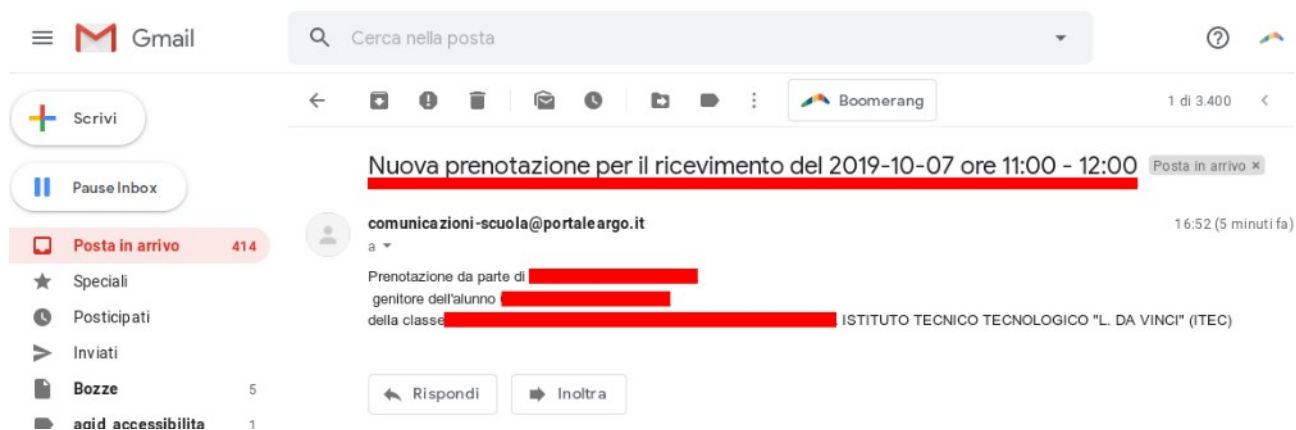 Gmail
Cerca nella posta
Scrivi
Boomerang
1 di 3.400
Pause Inbox
Nuova prenotazione per il ricevimento del 2019-10-07 ore 11:00 - 12:00 Posta in arrivo ×
comunicazioni-scuola@portaleargo.it 16:52 (5 minuti fa)
a
Posta in arrivo 414
Prenotazione da parte di
Speciali
genitore dell'alunno
Posticipati
della classe ISTITUTO TECNICO TECNOLOGICO "L. DA VINCI" (ITEC)
Inviati
Bozze 5
Rispondi Inoltra
agid_accessibilita 1